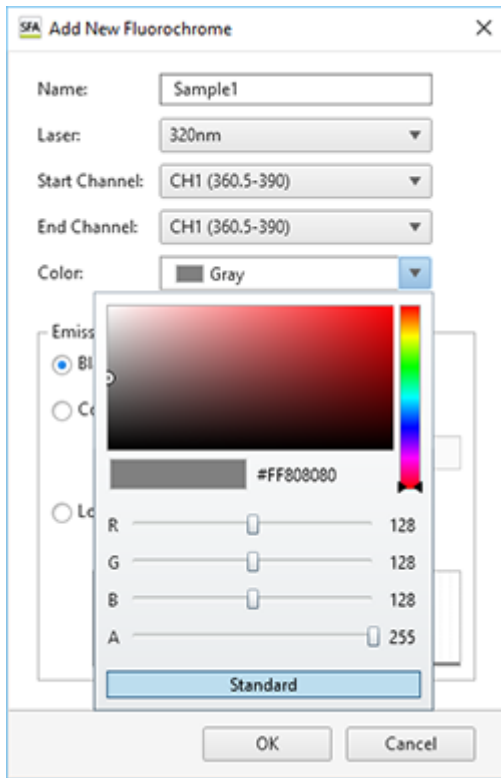 SFA Add New Fluorochrome
Name: Sample1
Laser: 320nm
Start Channel: CH1 (360.5-390)
End Channel: CH1 (360.5-390)
Color: Gray
#FF808080
R 128
G 128
B 128
A 255
Standard
OK Cancel